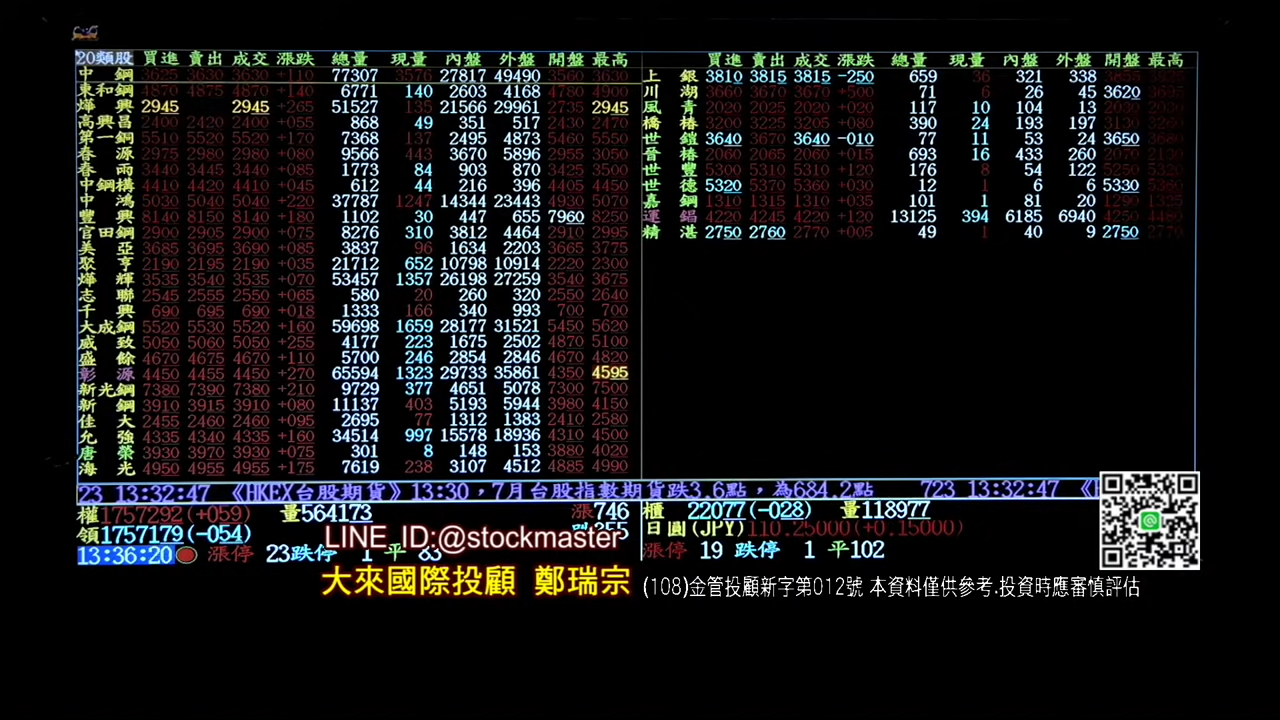 20類股 買進 賣出 成交 漲跌 總量 現量 內盤 外盤 開盤 最高
中鋼 3625 3630 3630 +110 77307 3576 27817 49490 3560 3630
東和鋼 4870 4875 4870 +140 6771 140 2603 4168 4780 4900
燁興 2945 2945 +265 51527 135 21566 29961 2735 2945
高興昌 2400 2420 2400 +055 868 49 351 517 2430 2470
第一鋼 5510 5520 5520 +170 7368 137 2495 4873 5400 5550
春源 2975 2980 2980 +080 9566 443 3670 5896 2955 3050
春雨 3440 3445 3440 +085 1773 84 903 870 3425 3500
中鋼構 4410 4420 4410 +045 612 44 216 396 4405 4450
中鴻 5030 5040 5040 +220 37787 1247 14344 23443 4930 5070
豐興 8140 8150 8140 +180 1102 30 447 655 7960 8250
官田鋼 2900 2905 2900 +075 8276 310 3812 4464 2910 2995
美亞 3685 3695 3690 +085 3837 96 1634 2203 3665 3775
聚亨 2190 2195 2190 +035 21712 652 10798 10914 2220 2300
燁輝 3535 3540 3535 +070 53457 1357 26198 27259 3540 3675
志聯 2545 2555 2550 +065 580 20 260 320 2550 2640
千興 690 695 690 +018 1333 166 340 993 700 700
大成鋼 5520 5530 5520 +160 59698 1659 28177 31521 5450 5620
威致 5050 5060 5050 +255 4177 223 1675 2502 4870 5100
盛餘 4670 4675 4670 +110 5700 246 2854 2846 4670 4820
彰源 4450 4455 4450 +270 65594 1323 29733 35861 4350 4595
新光鋼 7380 7390 7380 +210 9729 377 4651 5078 7300 7500
新鋼 3910 3915 3910 +080 11137 403 5193 5944 3980 4150
佳大 2455 2460 2460 +095 2695 77 1312 1383 2410 2580
允強 4335 4340 4335 +160 34514 997 15578 18936 4310 4500
唐榮 3930 3970 3930 +075 301 8 148 153 3880 4020
海光 4950 4955 4955 +175 7619 238 3107 4512 4885 4990
買進 賣出 成交 漲跌 總量 現量 內盤 外盤 開盤 最高
上銀 3810 3815 3815 -250 659 36 321 338
川湖 3660 3670 3670 +500 71 6 26 45 3620
風青 2020 2025 2020 +020 117 10 104 13
橋椿 3200 3225 3205 +080 390 24 193 197
世鎧 3640 3640 -010 77 11 53 24 3650
晉椿 2060 2065 2060 +015 693 16 433 260
世豐 5300 5310 5310 +120 176 8 54 122
世德 5320 5370 5360 +030 12 1 6 6 5330
嘉鋼 1310 1315 1310 +035 101 1 81 20 1290 1325
運錩 4220 4245 4220 +120 13125 394 6185 6940 4250 4480
精湛 2750 2760 2770 +005 49 1 40 9 2750
23 13:32:47 《HKEX台股期貨》13:30，7月台股指數期貨跌3.6點，為684.2點 723 13:32:47
權1757292(+059) 量564173 漲746
領1757179(-054)
13:36:20 漲停 23跌停 1平 83
櫃 22077(-028) 量118977
日圓(JPY)110.25000(+0.15000)
漲停 19 跌停 1 平102
LINE ID:@stockmaster
大來國際投顧 鄭瑞宗
(108)金管投顧新字第012號 本資料僅供參考.投資時應審慎評估